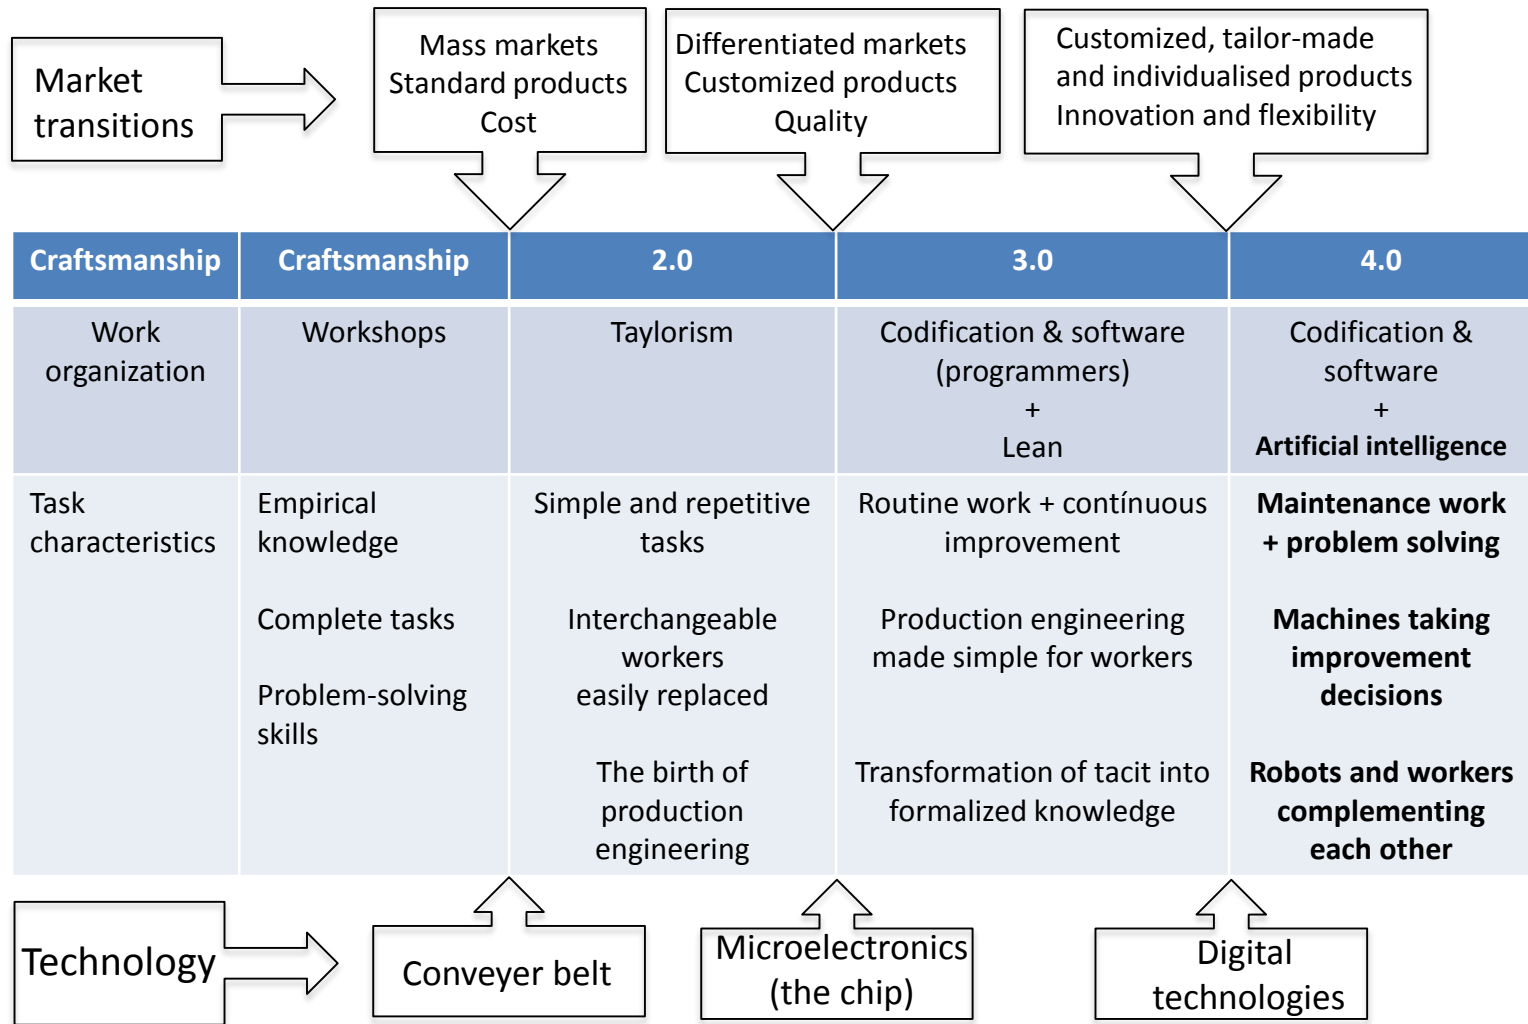 Market
transitions
Mass markets
Standard products
Cost
Differentiated markets
Customized products
Quality
Customized, tailor-made
and individualised products
Innovation and flexibility
Craftsmanship
Craftsmanship
2.0
3.0
4.0
Work
organization
Workshops
Taylorism
Codification & software
(programmers)
+
Lean
Codification &
software
+
Artificial intelligence
Task
characteristics
Empirical
knowledge
Complete tasks
Problem-solving
skills
Simple and repetitive
tasks
Interchangeable
workers
easily replaced
The birth of
production
engineering
Routine work + contínuous
improvement
Production engineering
made simple for workers
Transformation of tacit into
formalized knowledge
Maintenance work
+ problem solving
Machines taking
improvement
decisions
Robots and workers
complementing
each other
Technology
Conveyer belt
Microelectronics
(the chip)
Digital
technologies